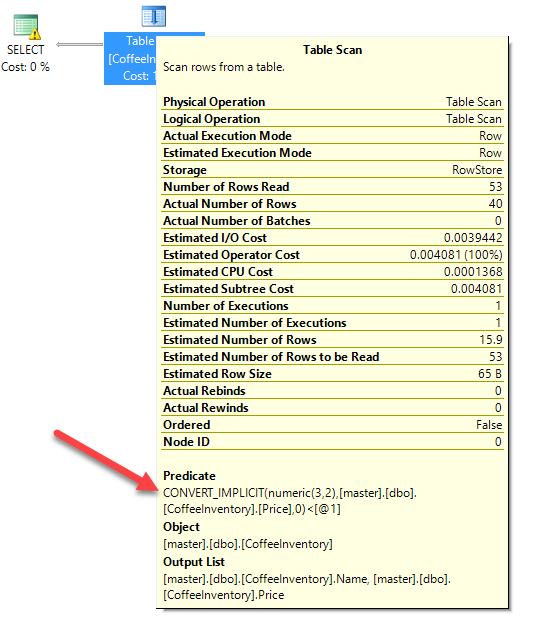 SELECT
Cost: 0 %
Table
[CoffeeInv
Cost: 1
Table Scan
Scan rows from a table.
Physical Operation Table Scan
Logical Operation Table Scan
Actual Execution Mode Row
Estimated Execution Mode Row
Storage RowStore
Number of Rows Read 53
Actual Number of Rows 40
Actual Number of Batches 0
Estimated I/O Cost 0.0039442
Estimated Operator Cost 0.004081 (100%)
Estimated CPU Cost 0.0001368
Estimated Subtree Cost 0.004081
Number of Executions 1
Estimated Number of Executions 1
Estimated Number of Rows 15.9
Estimated Number of Rows to be Read 53
Estimated Row Size 65 B
Actual Rebinds 0
Actual Rewinds 0
Ordered False
Node ID 0
Predicate
CONVERT_IMPLICIT(numeric(3,2),[master].[dbo].
[CoffeeInventory].[Price],0)<[@1]
Object
[master].[dbo].[CoffeeInventory]
Output List
[master].[dbo].[CoffeeInventory].Name, [master].[dbo].
[CoffeeInventory].Price